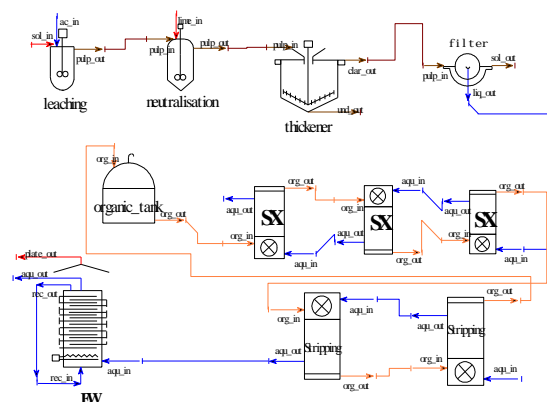 ac_in
lime_in
sol_in
pulp_out
pulp_in
pulp_out
pulp_in
clar_out
pulp_in
filter
sol_out
liq_out
und_out
leaching
neutralisation
thickener
org_in
organic_tank
org_out
org_out
aqu_in
org_out
aqu_out
SX
org_in
SX
aqu_out
SX
org_in
aqu_out
org_in
aqu_in
org_out
aqu_in
plate_out
aqu_out
rec_out
aqu_in
org_out
org_in
aqu_out
Stripping
aqu_out
Stripping
org_in
rec_in
aqu_in
org_out
aqu_in
EW